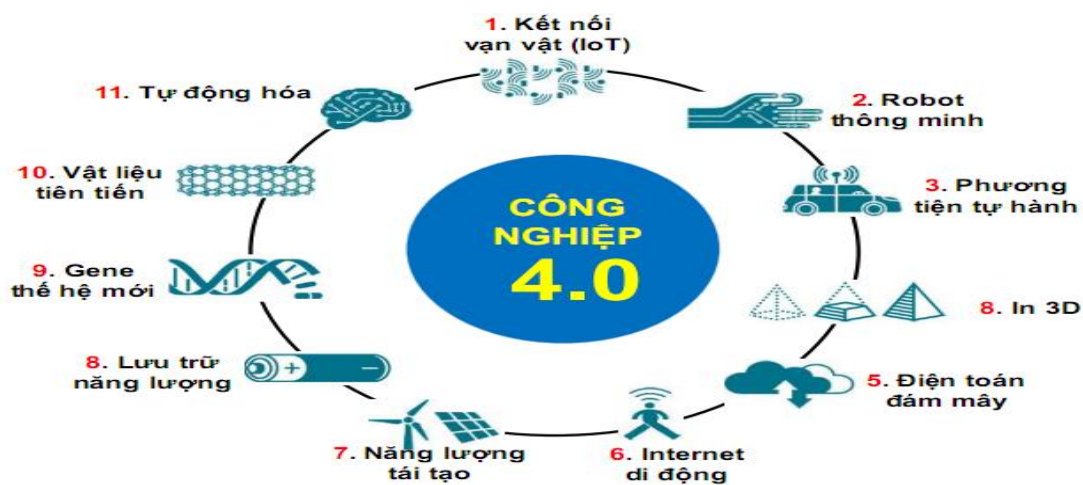 1. Kết nối
vạn vật (IoT)
2. Robot
thông minh
3. Phương
tiện tự hành
8. In 3D
5. Điện toán
đám mây
6. Internet
di động
7. Năng lượng
tái tạo
8. Lưu trữ
năng lượng
9. Gene
thế hệ mới
10. Vật liệu
tiên tiến
11. Tự động hóa
CÔNG
NGHIỆP
4.0